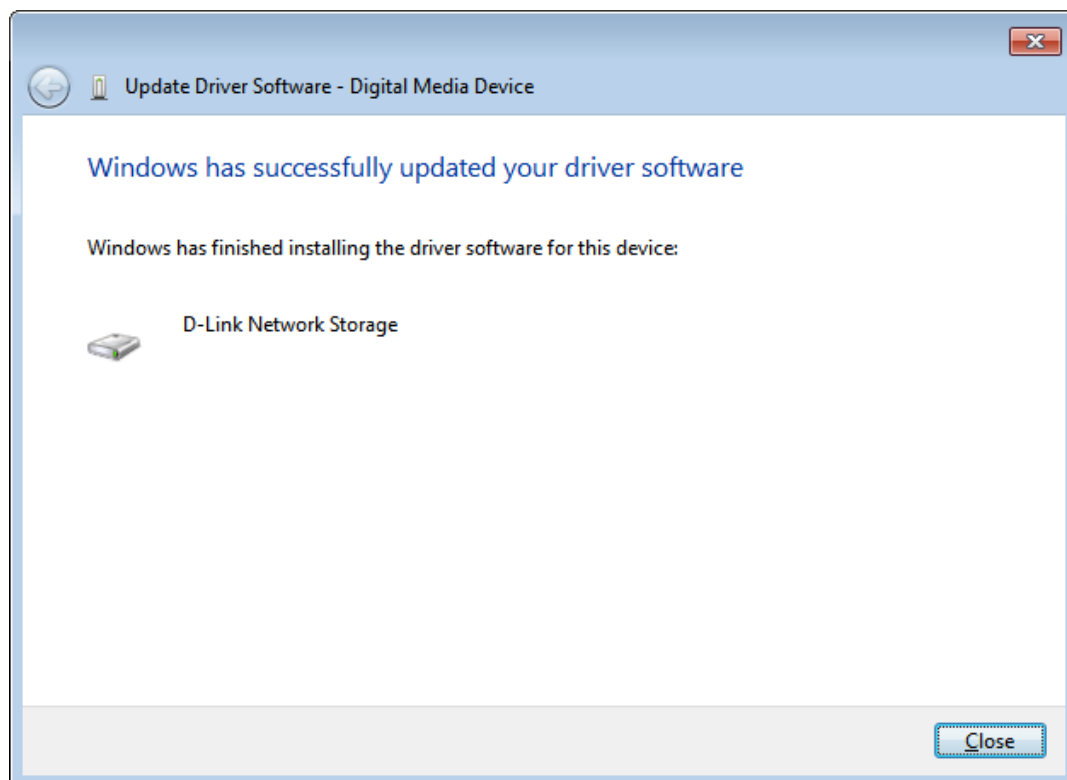 Update Driver Software - Digital Media Device
Windows has successfully updated your driver software
Windows has finished installing the driver software for this device:
D-Link Network Storage
Close